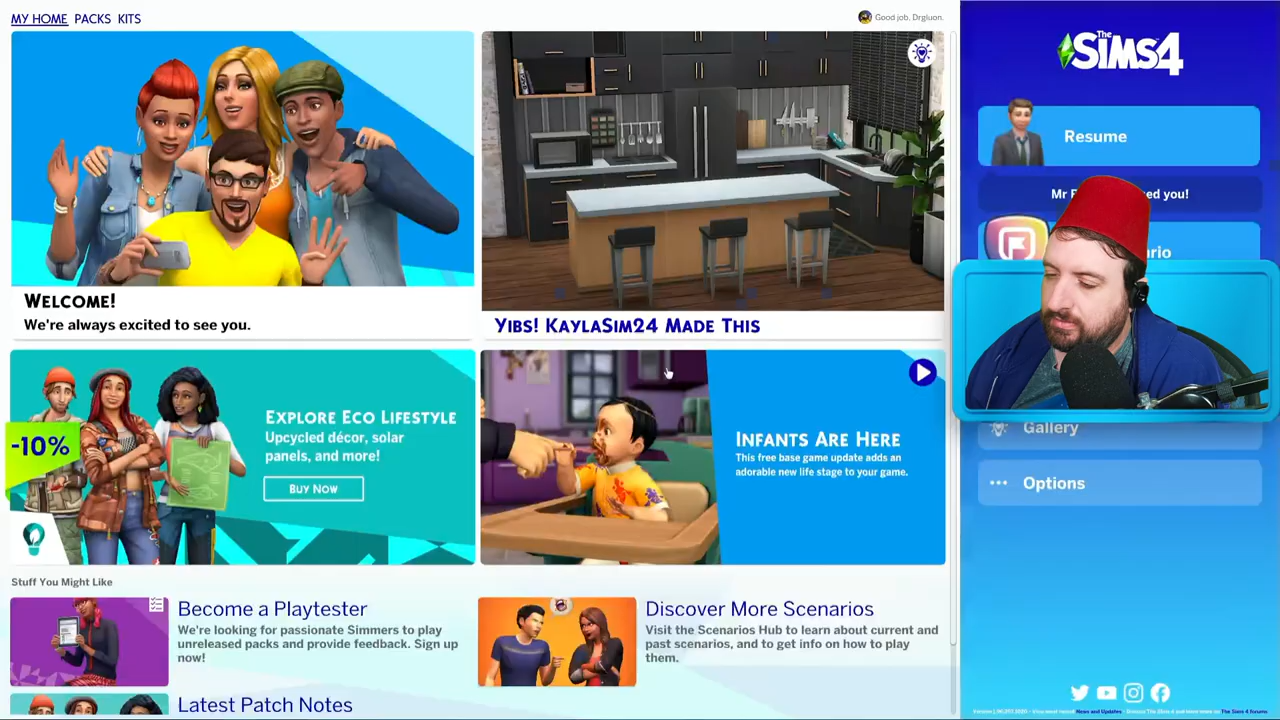 MY HOME PACKS KITS
Good job, Drgluon.
The SiMS4
Resume
WELCOME!
We're always excited to see you.
YIBS! KAYLASIM24 MADE THIS
-10%
EXPLORE ECO LIFESTYLE
Upcycled décor, solar
panels, and more!
BUY NOW
INFANTS ARE HERE
This free base game update adds an
adorable new life stage to your game.
Gallery
Options
Stuff You Might Like
Become a Playtester
We're looking for passionate Simmers to play
unreleased packs and provide feedback. Sign up
now!
Discover More Scenarios
Visit the Scenarios Hub to learn about current and
past scenarios, and to get info on how to play
them.
Latest Patch Notes